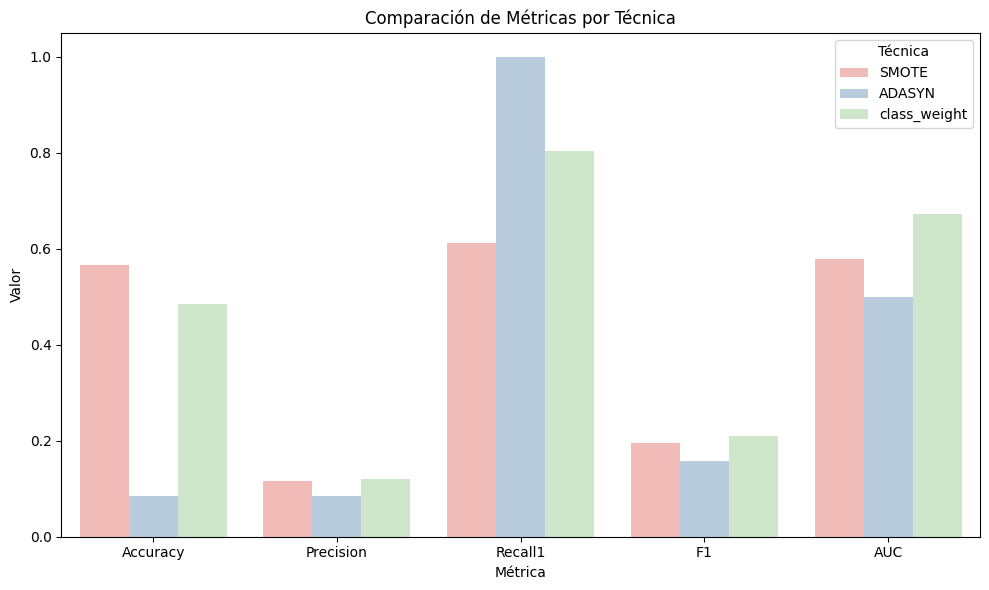 Comparación de Métricas por Técnica
Técnica
SMOTE
ADASYN
class_weight
Valor
1.0
0.8
0.6
0.4
0.2
0.0
Accuracy
Precision
Recall1
F1
AUC
Métrica